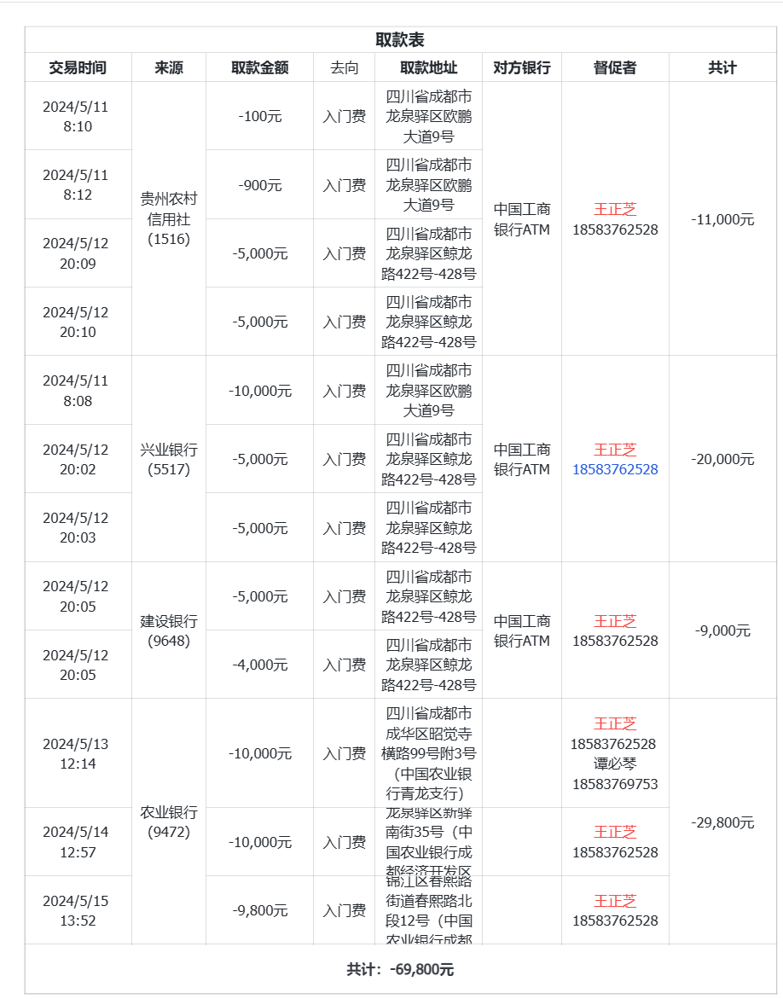 取款表
交易时间 来源 取款金额 去向 取款地址 对方银行 督促者 共计
2024/5/11
8:10
贵州农村
信用社
(1516)
-100元
入门费
四川省成都市
龙泉驿区欧鹏
大道9号
中国工商
银行ATM
王正芝
18583762528
-11,000元
2024/5/11
8:12
-900元
入门费
四川省成都市
龙泉驿区欧鹏
大道9号
2024/5/12
20:09
-5,000元
入门费
四川省成都市
龙泉驿区鲸龙
路422号-428号
2024/5/12
20:10
-5,000元
入门费
四川省成都市
龙泉驿区鲸龙
路422号-428号
2024/5/11
8:08
兴业银行
(5517)
-10,000元
入门费
四川省成都市
龙泉驿区欧鹏
大道9号
中国工商
银行ATM
王正芝
18583762528
-20,000元
2024/5/12
20:02
-5,000元
入门费
四川省成都市
龙泉驿区鲸龙
路422号-428号
2024/5/12
20:03
-5,000元
入门费
四川省成都市
龙泉驿区鲸龙
路422号-428号
2024/5/12
20:05
建设银行
(9648)
-5,000元
入门费
四川省成都市
龙泉驿区鲸龙
路422号-428号
中国工商
银行ATM
王正芝
18583762528
-9,000元
2024/5/12
20:05
-4,000元
入门费
四川省成都市
龙泉驿区鲸龙
路422号-428号
2024/5/13
12:14
农业银行
(9472)
-10,000元
入门费
四川省成都市
成华区昭觉寺
横路99号附3号
（中国农业银
行青龙支行）
王正芝
18583762528
谭必琴
18583769753
-29,800元
2024/5/14
12:57
-10,000元
入门费
龙泉驿区新驿
南街35号（中
国农业银行成
都经济开发区
王正芝
18583762528
2024/5/15
13:52
-9,800元
入门费
锦江区春熙路
街道春熙路北
段12号（中国
农业银行成都
王正芝
18583762528
共计：-69,800元